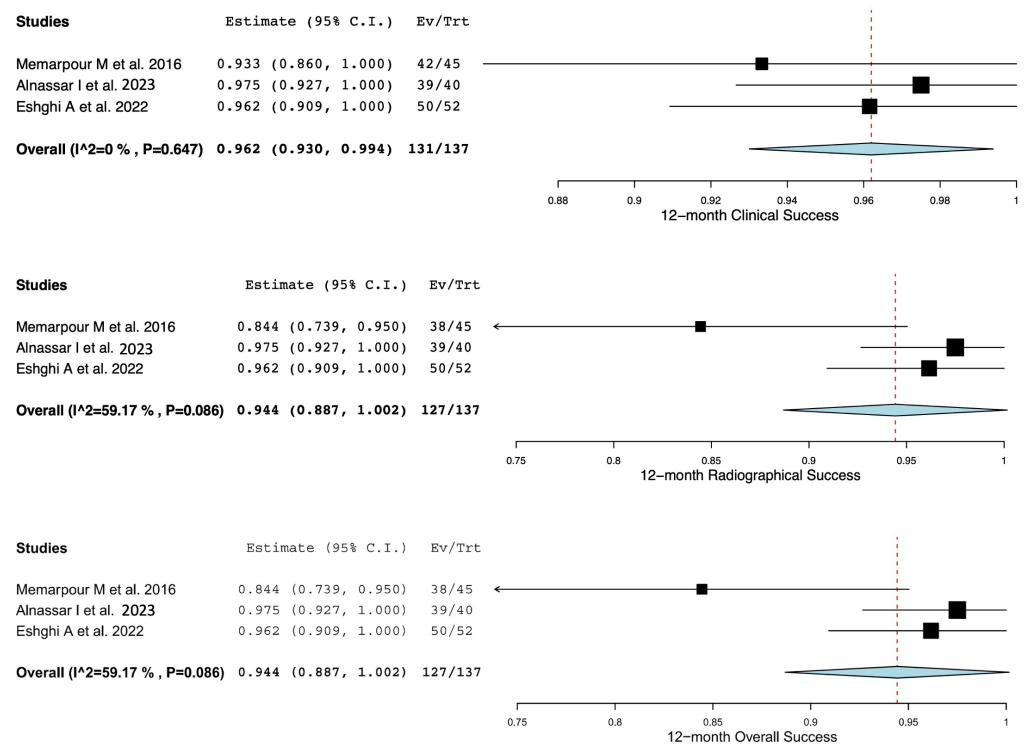 Studies Estimate (95% C.I.) Ev/Trt
Memarpour M et al. 2016 0.933 (0.860, 1.000) 42/45
Alnassar I et al. 2023 0.975 (0.927, 1.000) 39/40
Eshghi A et al. 2022 0.962 (0.909, 1.000) 50/52
Overall (I^2=0 % , P=0.647) 0.962 (0.930, 0.994) 131/137
0.88 0.9 0.92 0.94 0.96 0.98 1
12−month Clinical Success
Studies Estimate (95% C.I.) Ev/Trt
Memarpour M et al. 2016 0.844 (0.739, 0.950) 38/45
Alnassar I et al. 2023 0.975 (0.927, 1.000) 39/40
Eshghi A et al. 2022 0.962 (0.909, 1.000) 50/52
Overall (I^2=59.17 % , P=0.086) 0.944 (0.887, 1.002) 127/137
0.75 0.8 0.85 0.9 0.95 1
12−month Radiographical Success
Studies Estimate (95% C.I.) Ev/Trt
Memarpour M et al. 2016 0.844 (0.739, 0.950) 38/45
Alnassar I et al. 2023 0.975 (0.927, 1.000) 39/40
Eshghi A et al. 2022 0.962 (0.909, 1.000) 50/52
Overall (I^2=59.17 % , P=0.086) 0.944 (0.887, 1.002) 127/137
0.75 0.8 0.85 0.9 0.95 1
12−month Overall Success